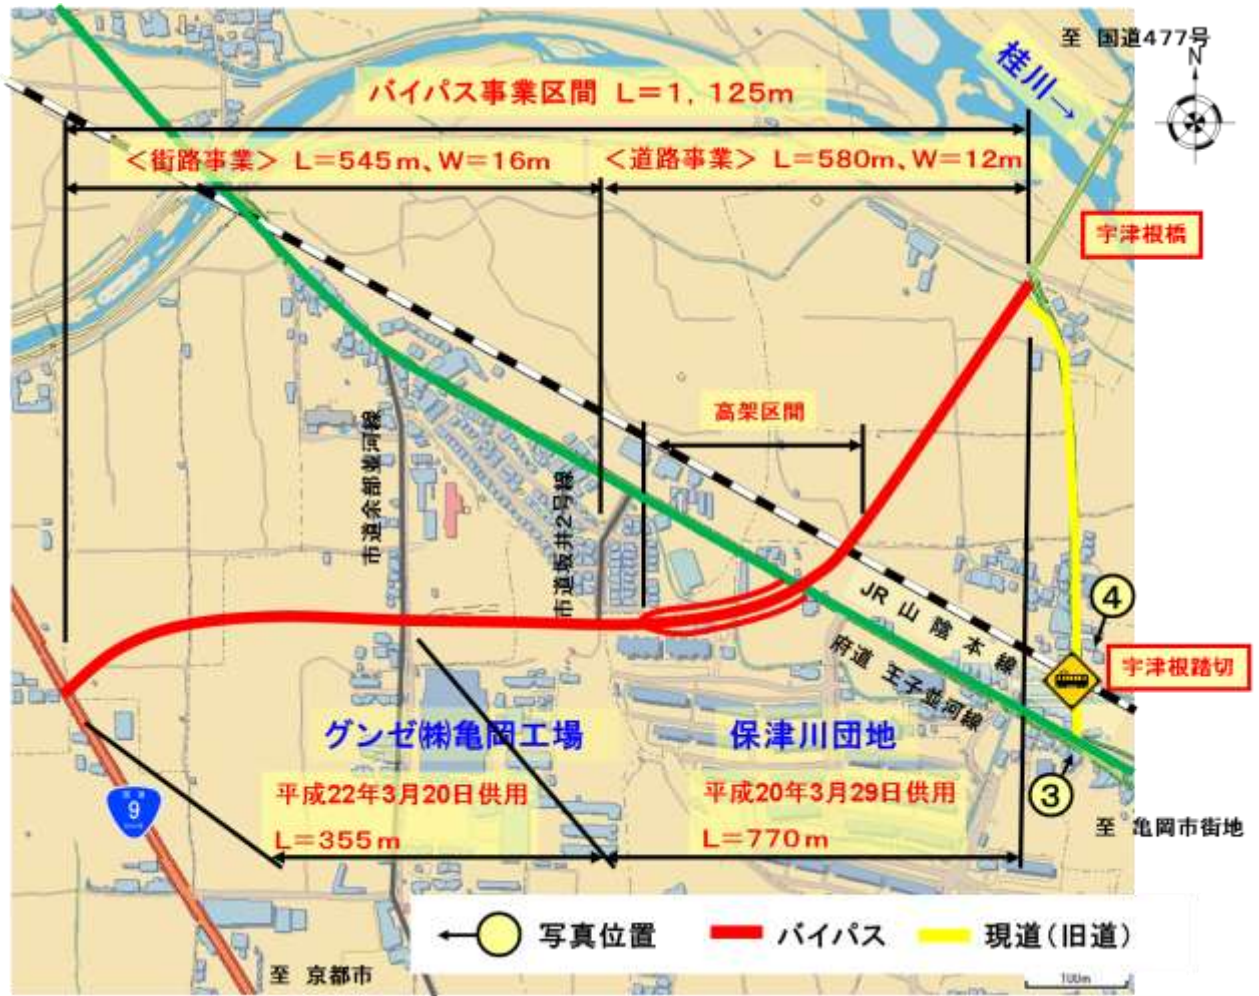 至 国道477号
N
桂川→
バイパス事業区間 L=1,125m
＜街路事業＞ L=545m、W=16m
＜道路事業＞ L=580m、W=12m
宇津根橋
高架区間
市道余部並河線
市道坂井2号線
JR山陰本線
府道 王子並河線
④
宇津根踏切
グンゼ㈱亀岡工場
保津川団地
平成22年3月20日供用
L=355m
平成20年3月29日供用
L=770m
③
9
至 亀岡市街地
写真位置
バイパス
現道(旧道)
至 京都市
100m